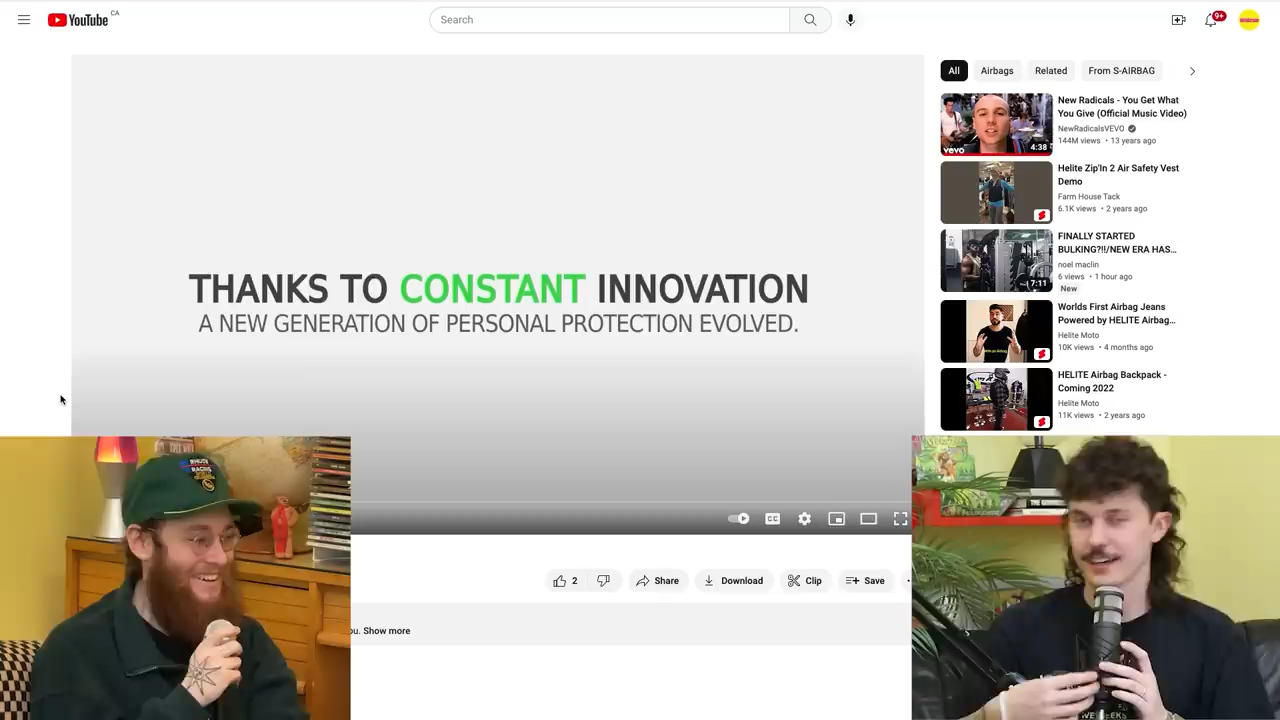 YouTube
CA
Search
9+
All
Airbags
Related
From S-AIRBAG
New Radicals - You Get What
You Give (Official Music Video)
NewRadicalsVEVO
144M views • 13 years ago
vevo
4:38
Helite Zip'In 2 Air Safety Vest
Demo
Farm House Tack
6.1K views • 2 years ago
FINALLY STARTED
BULKING?!!/NEW ERA HAS...
noel maclin
6 views • 1 hour ago
New
7:11
Worlds First Airbag Jeans
Powered by HELITE Airbag...
Helite Moto
10K views • 4 months ago
HELITE Airbag Backpack -
Coming 2022
Helite Moto
11K views • 2 years ago
THANKS TO CONSTANT INNOVATION
A NEW GENERATION OF PERSONAL PROTECTION EVOLVED.
CC
2
Share
Download
Clip
Save
ou. Show more